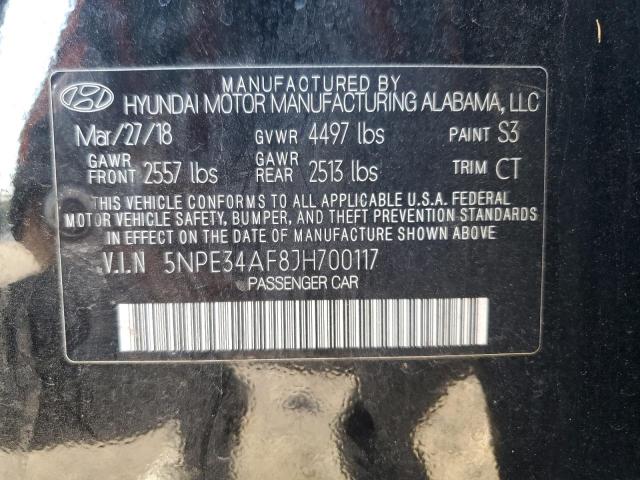 MANUFACTURED BY
HYUNDAI MOTOR MANUFACTURING ALABAMA, LLC
Mar/27/18 GVWR 4497 lbs PAINT S3
GAWR FRONT 2557 lbs GAWR REAR 2513 lbs TRIM CT
THIS VEHICLE CONFORMS TO ALL APPLICABLE U.S.A. FEDERAL
MOTOR VEHICLE SAFETY, BUMPER, AND THEFT PREVENTION STANDARDS
IN EFFECT ON THE DATE OF MANUFACTURE SHOWN ABOVE.
V.I.N 5NPE34AF8JH700117
PASSENGER CAR